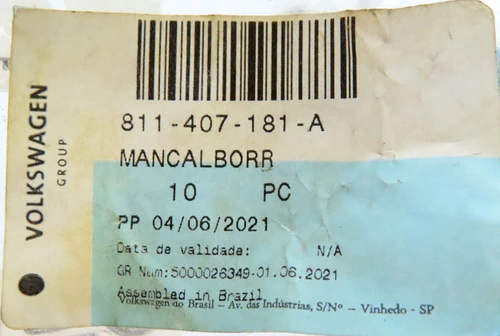 VOLKSWAGEN
GROUP
811-407-181-A
MANCALBORR
10 PC
PP 04/06/2021
Data de validade: N/A
GR Num:5000026349-01.06.2021
Assembled in Brazil
Volkswagen do Brasil – Av. das Indústrias, S/Nº – Vinhedo - SP